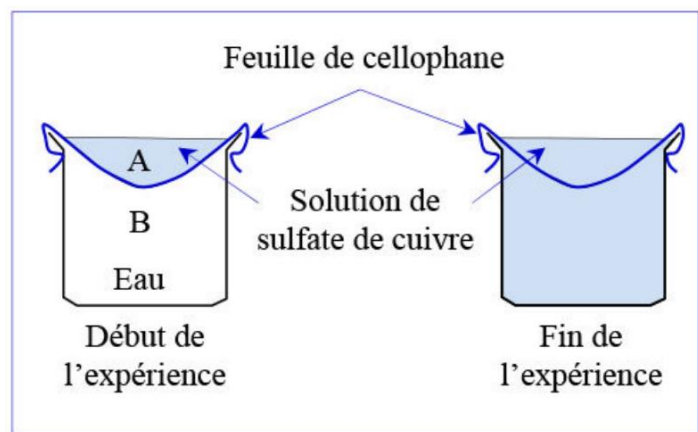 Feuille de cellophane
A
B
Eau
Solution de
sulfate de cuivre
Début de
l’expérience
Fin de
l’expérience